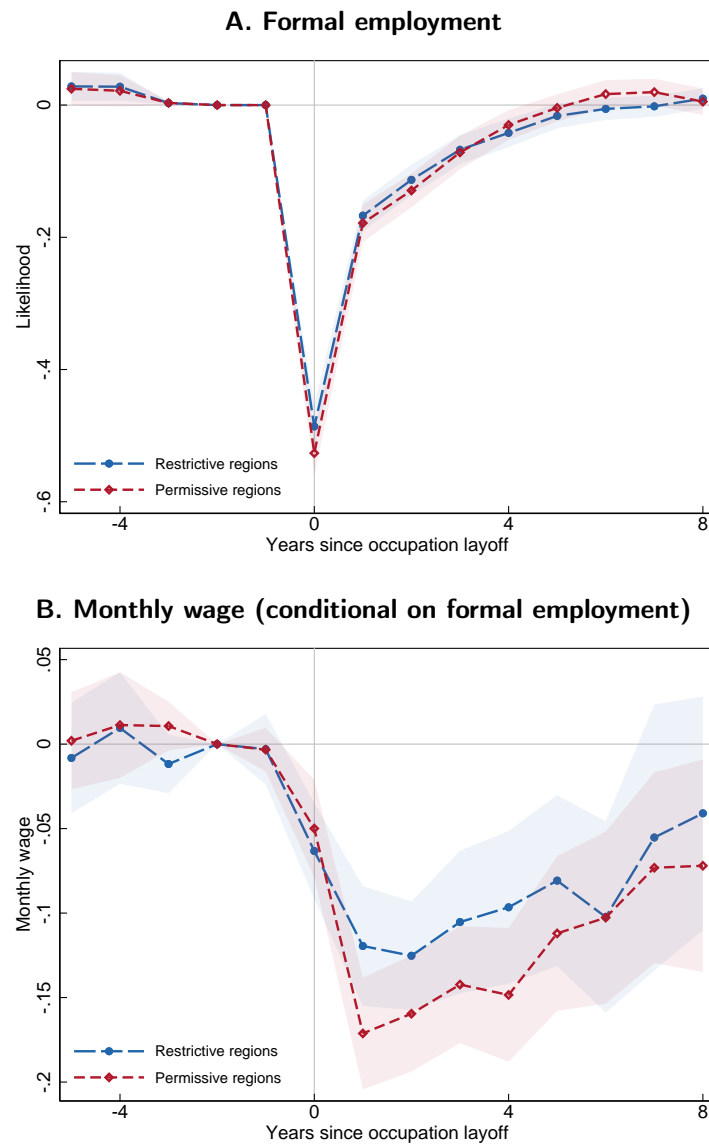 A. Formal employment
0
-.2
-.4
-.6
Likelihood
Restrictive regions
Permissive regions
-4
0
4
8
Years since occupation layoff
B. Monthly wage (conditional on formal employment)
.05
0
-.05
-.1
-.15
-.2
Monthly wage
Restrictive regions
Permissive regions
-4
0
4
8
Years since occupation layoff